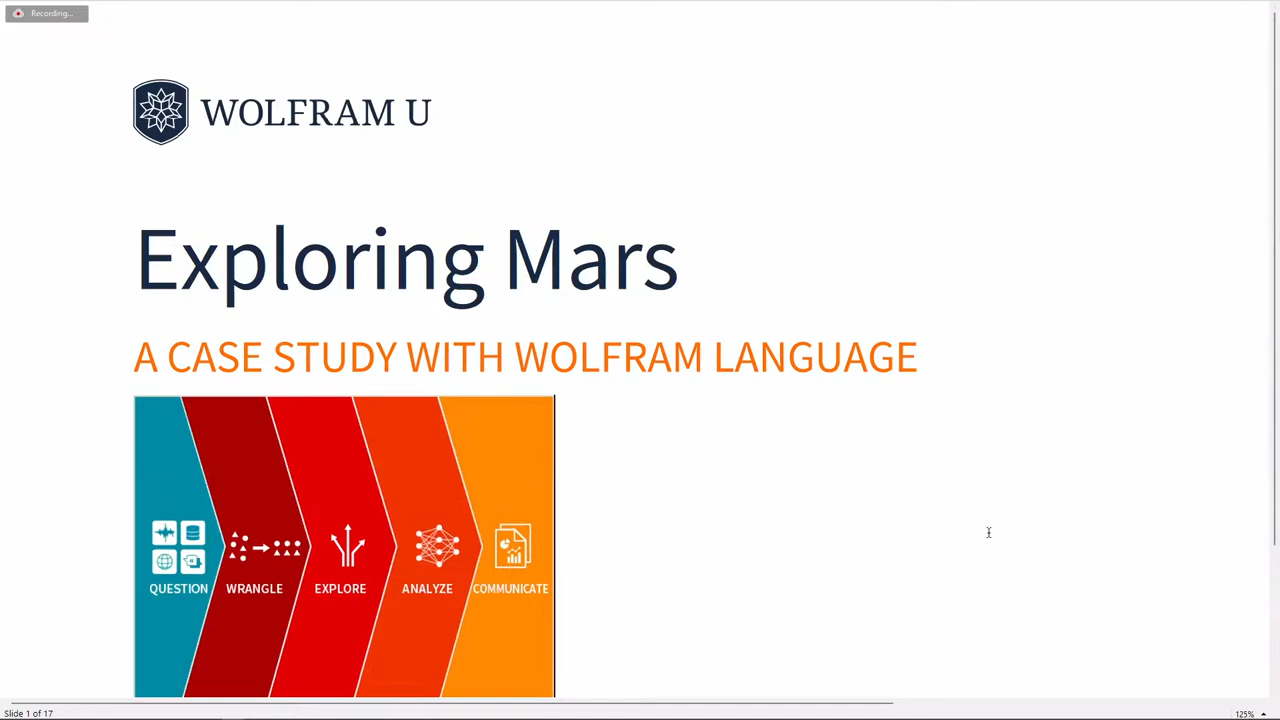 Recording...
WOLFRAM U
Exploring Mars
A CASE STUDY WITH WOLFRAM LANGUAGE
QUESTION
WRANGLE
EXPLORE
ANALYZE
COMMUNICATE
Slide 1 of 17
125%